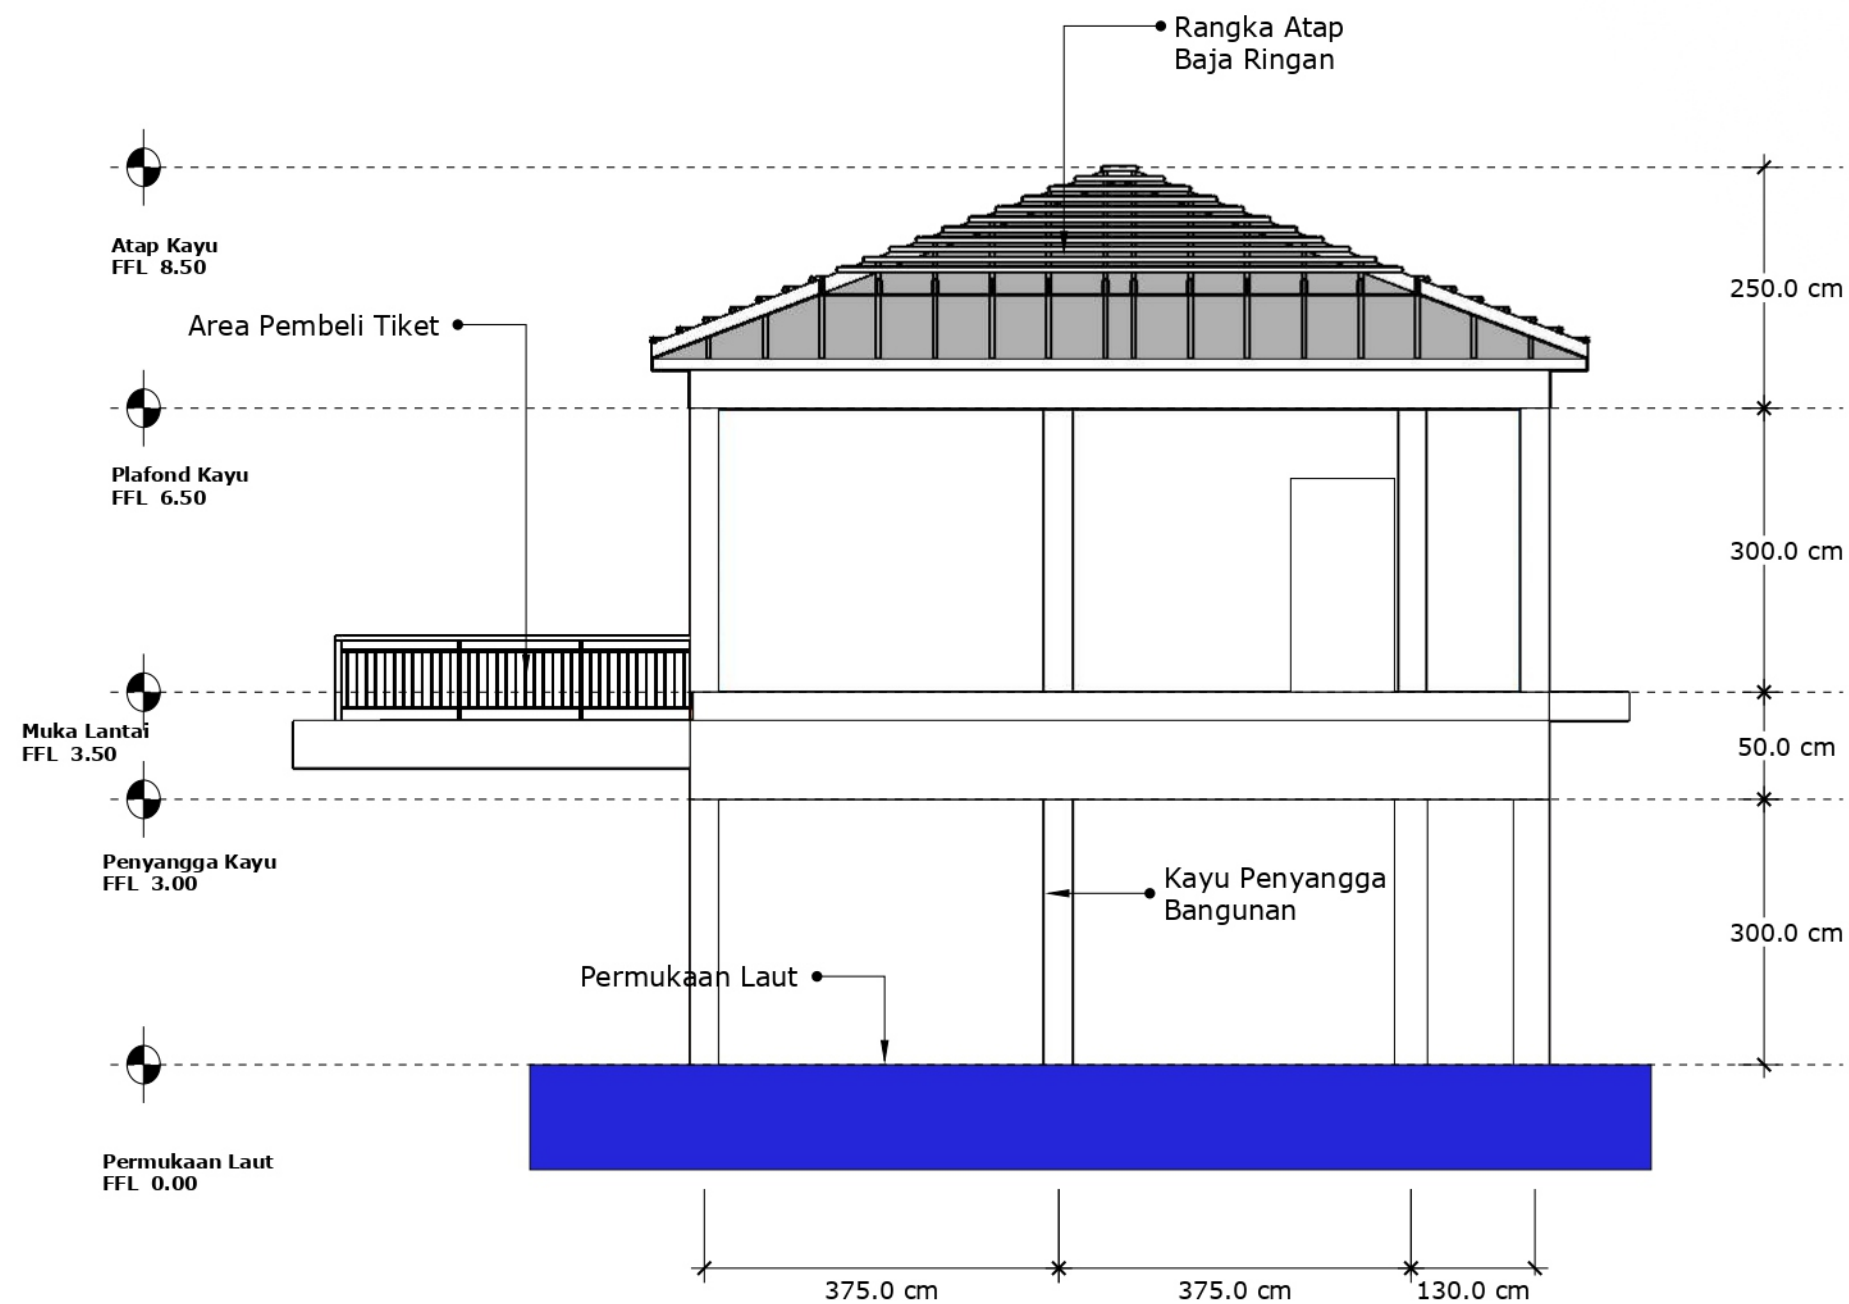 Rangka Atap
Baja Ringan
Atap Kayu
FFL 8.50
250.0 cm
Area Pembeli Tiket
Plafond Kayu
FFL 6.50
300.0 cm
Muka Lantai
FFL 3.50
50.0 cm
Penyangga Kayu
FFL 3.00
Kayu Penyangga
Bangunan
300.0 cm
Permukaan Laut
Permukaan Laut
FFL 0.00
375.0 cm
375.0 cm
130.0 cm